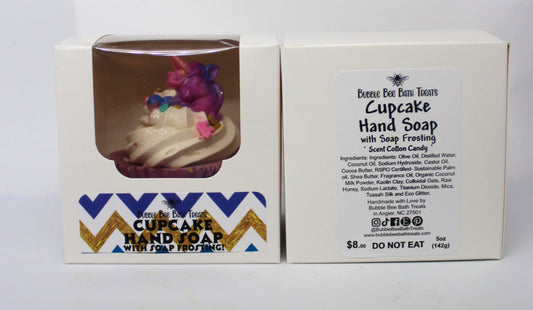 Bubble Bee Bath Treats
CUPCAKE
HAND SOAP
WITH SOAP FROSTING!
Bubble Bee Bath Treats
Cupcake
Hand Soap
with Soap Frosting
* Scent Cotton Candy *
Ingredients: Ingredients: Olive Oil, Distilled Water,
Coconut Oil, Sodium Hydroxide, Castor Oil,
Cocoa Butter, RSPO Certified- Sustainable Palm
oil, Shea Butter, Fragrance Oil, Organic Coconut
Milk Powder, Kaolin Clay, Colloidal Oats, Raw
Honey, Sodium Lactate, Titanium Dioxide, Mica,
Tussah Silk and Eco Glitter.
Handmade with Love by
Bubble Bee Bath Treats
in Angier, NC 27501
@BubbleBeeBathTreats
www.bubblebeebathtreats.com
$8.00 DO NOT EAT 5oz
(142g)